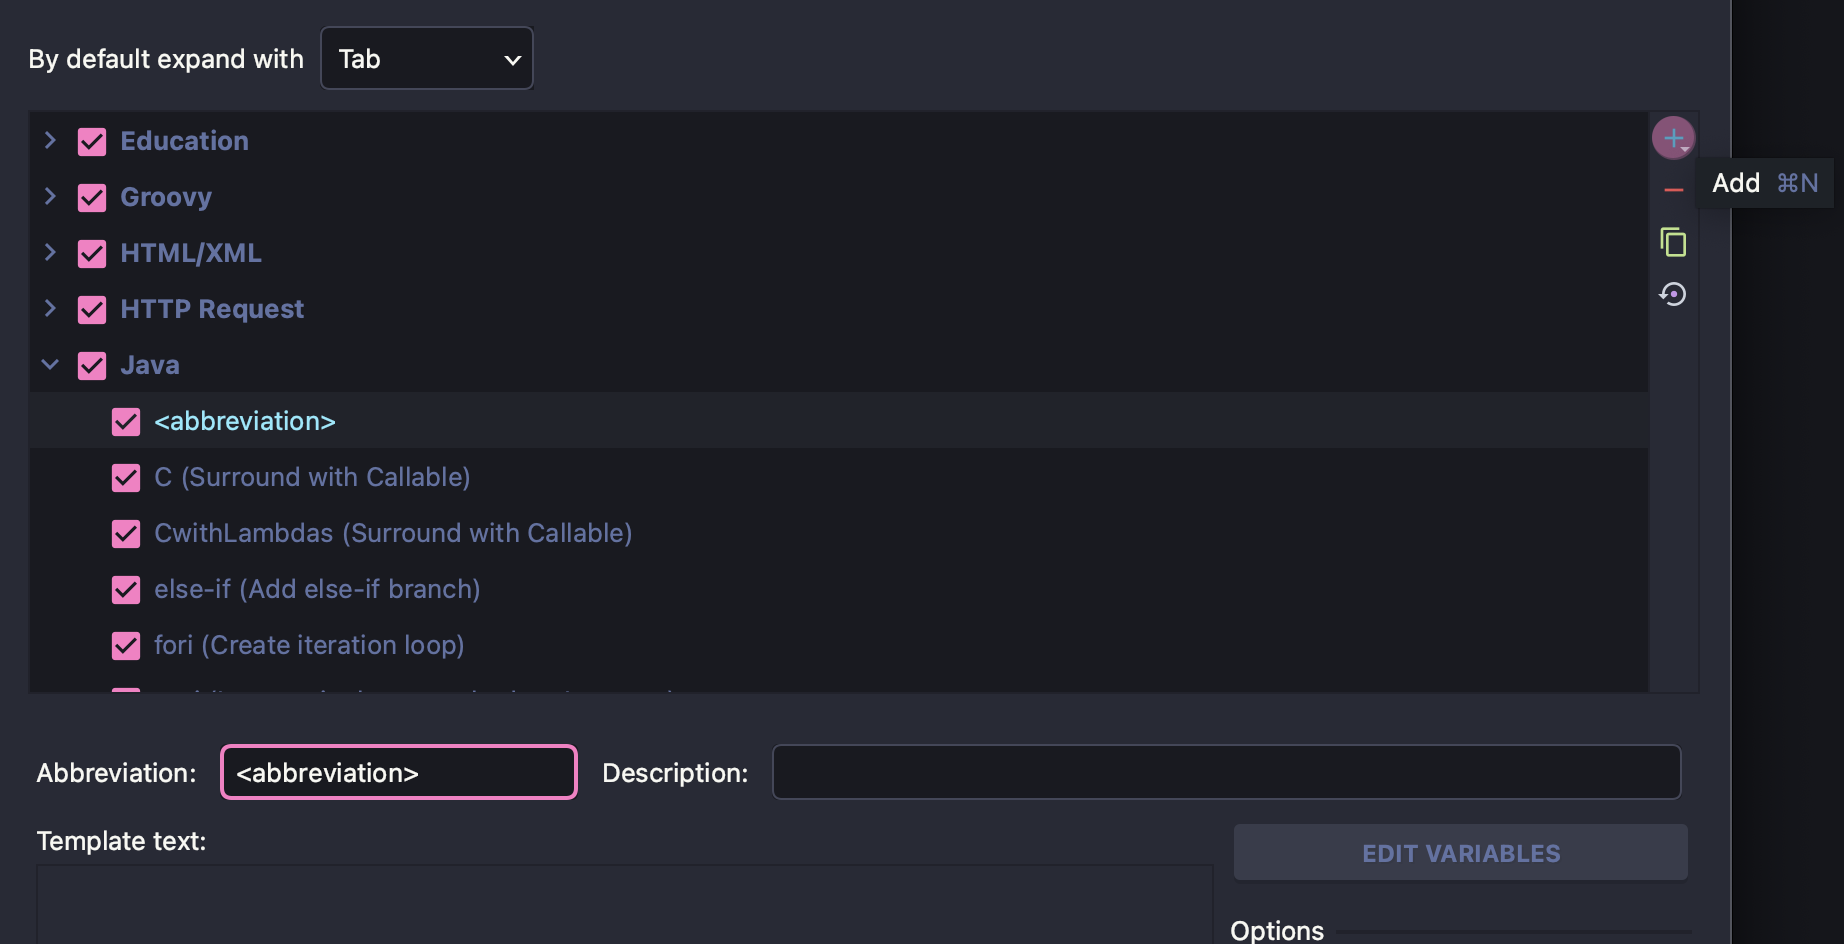 By default expand with Tab
Education
Groovy
Add ⌘N
HTML/XML
HTTP Request
Java
<abbreviation>
C (Surround with Callable)
CwithLambdas (Surround with Callable)
else-if (Add else-if branch)
fori (Create iteration loop)
Abbreviation: <abbreviation> Description:
Template text:
EDIT VARIABLES
Options